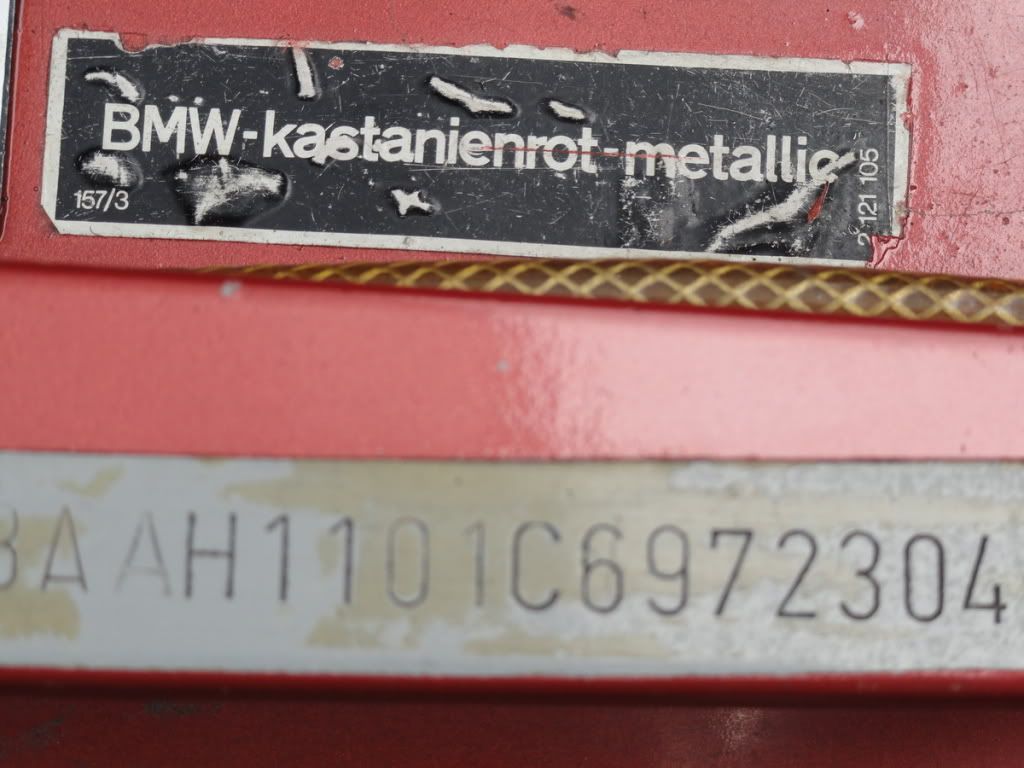 BMW-kastanienrot-metallic
157/3
2 121 105
BAAH1101C6972304